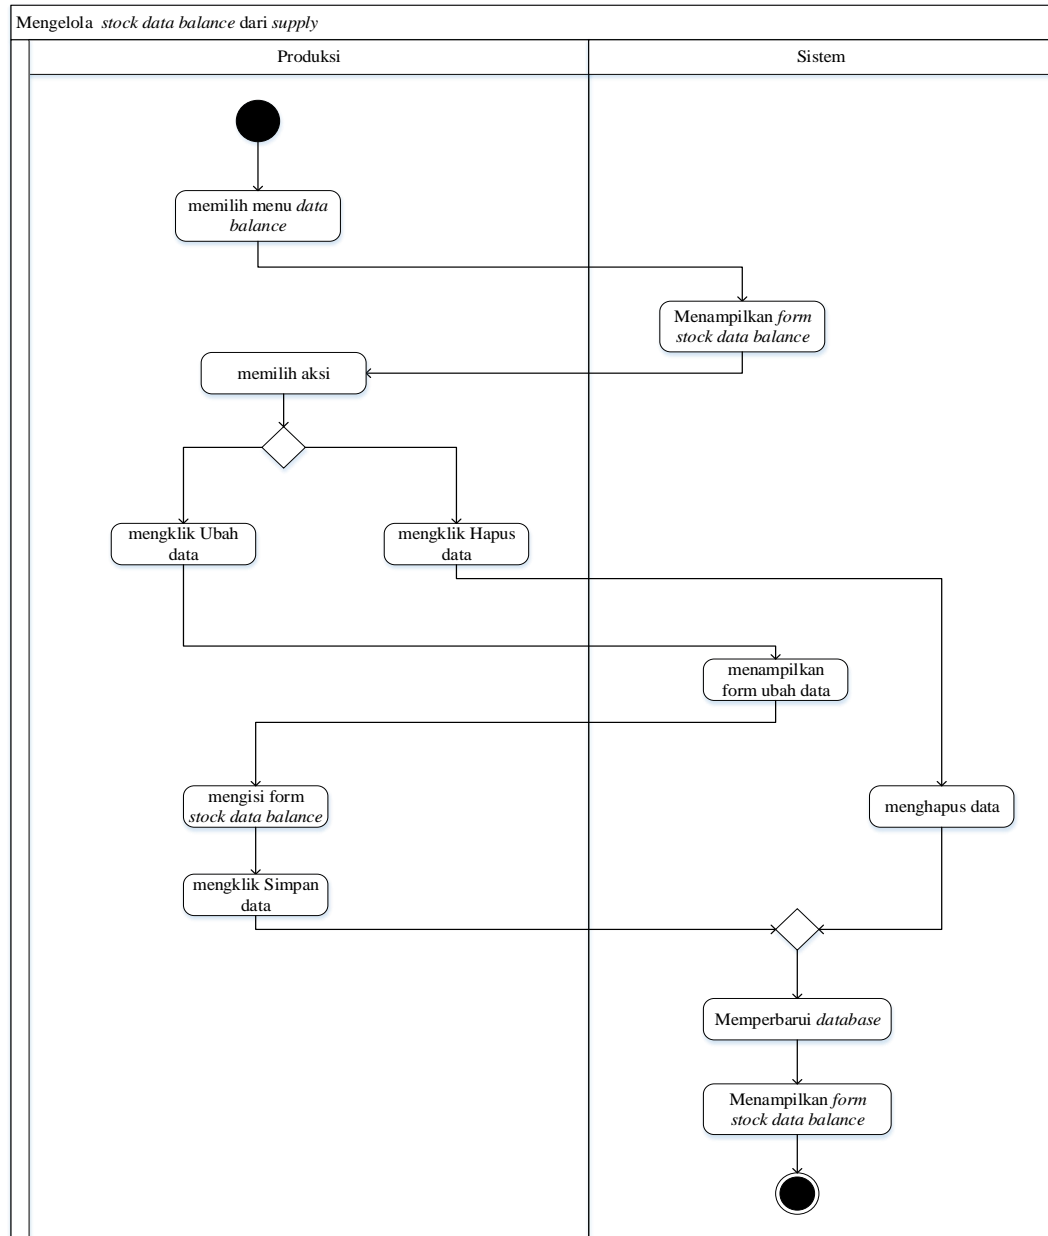 Mengelola stock data balance dari supply
Produksi
Sistem
memilih menu data
balance
Menampilkan form
stock data balance
memilih aksi
mengklik Ubah
data
mengklik Hapus
data
menampilkan
form ubah data
mengisi form
stock data balance
menghapus data
mengklik Simpan
data
Memperbarui database
Menampilkan form
stock data balance